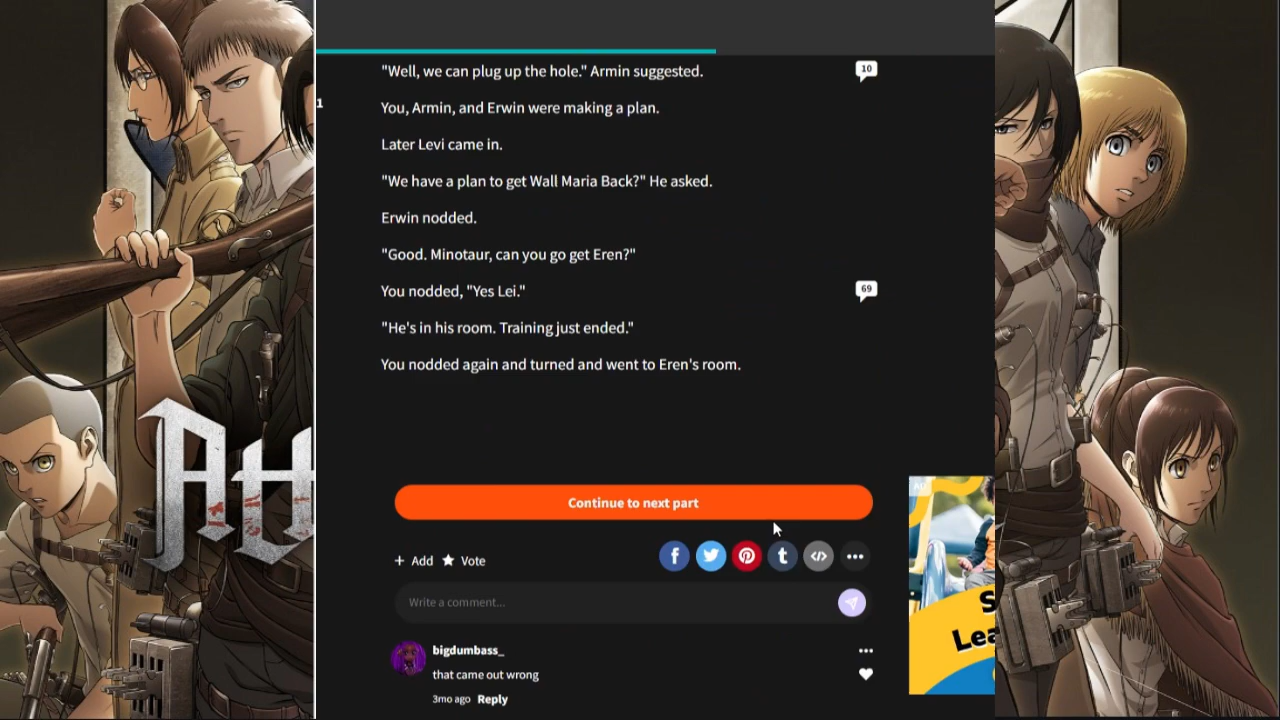 "Well, we can plug up the hole." Armin suggested.
10
1
You, Armin, and Erwin were making a plan.
Later Levi came in.
"We have a plan to get Wall Maria Back?" He asked.
Erwin nodded.
"Good. Minotaur, can you go get Eren?"
You nodded, "Yes Lei."
69
"He's in his room. Training just ended."
You nodded again and turned and went to Eren's room.
Att
Continue to next part
+ Add ★ Vote
Write a comment...
bigdumbass_
that came out wrong
3mo ago Reply